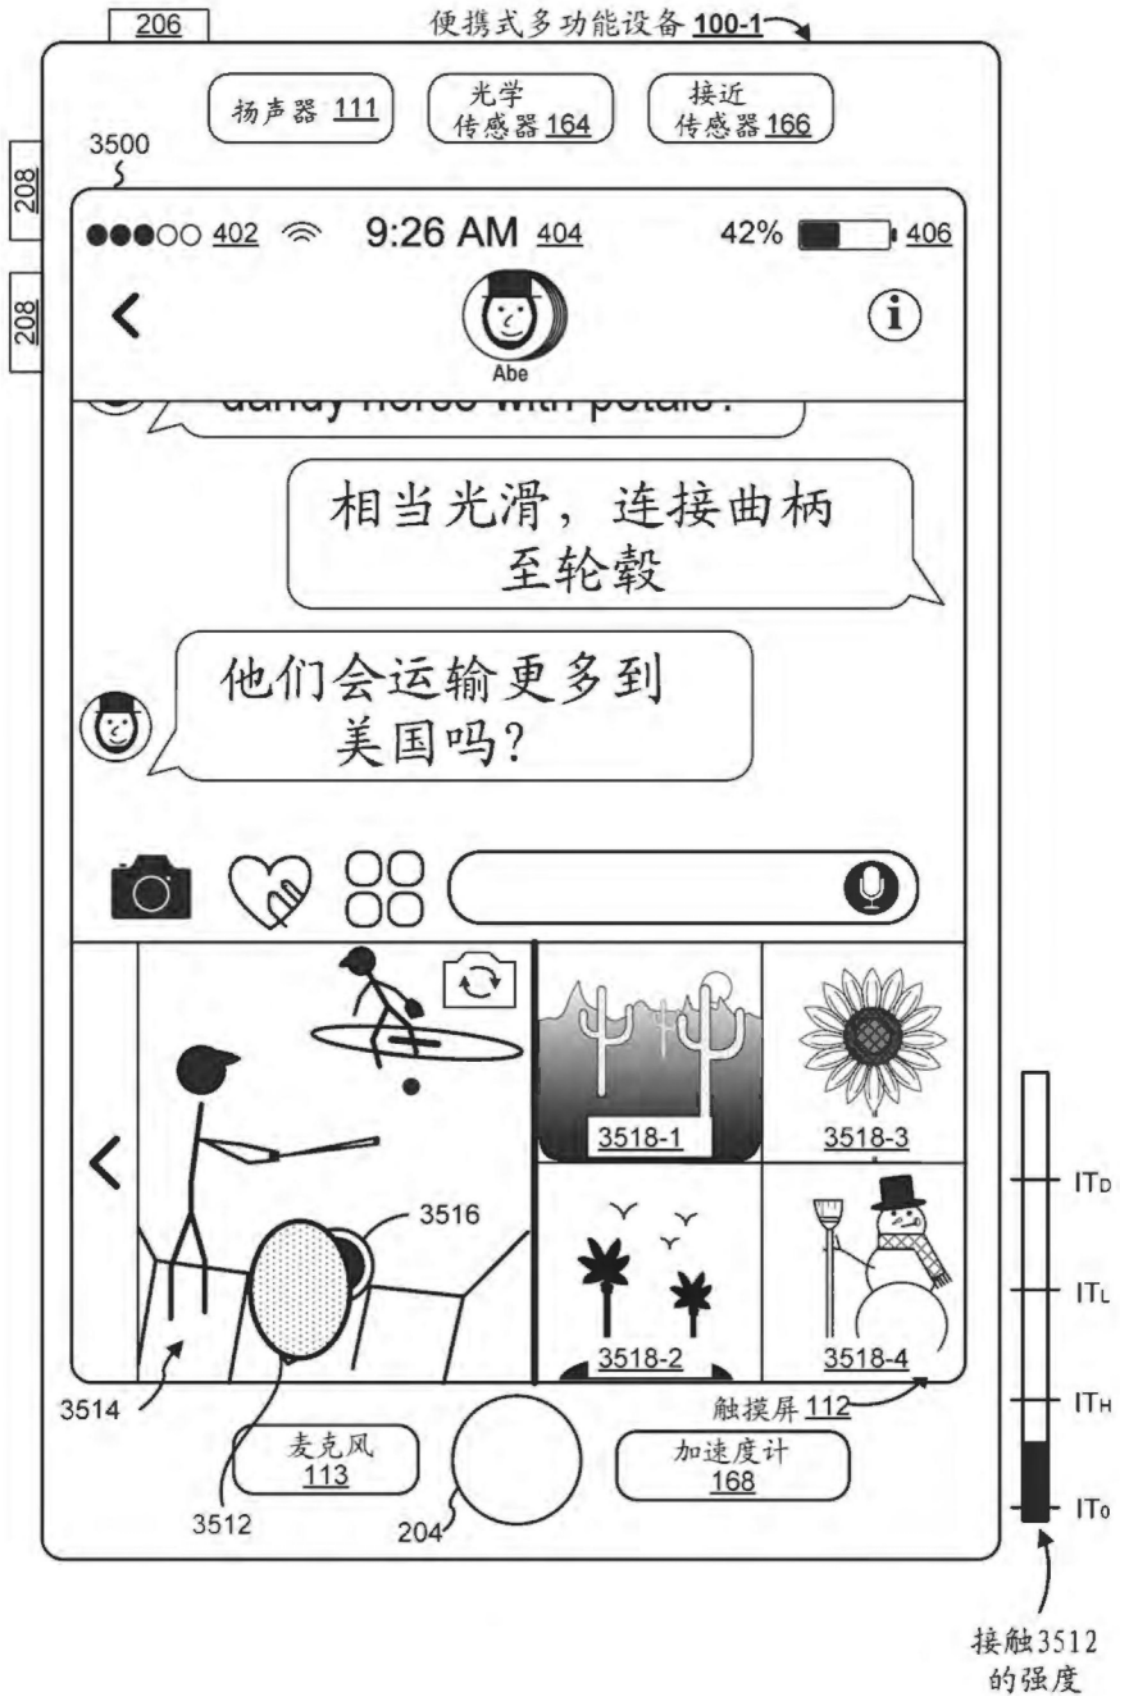 206
便携式多功能设备 100-1
扬声器 111
光学
传感器 164
接近
传感器 166
3500
208
208
402
9:26 AM 404
42%
406
Abe
dandy horse with petals?
相当光滑，连接曲柄
至轮毂
他们会运输更多到
美国吗?
3518-1
3518-3
3516
3518-2
3518-4
3514
触摸屏 112
麦克风
113
加速度计
168
3512
204
ITD
ITL
ITH
IT0
接触3512
的强度